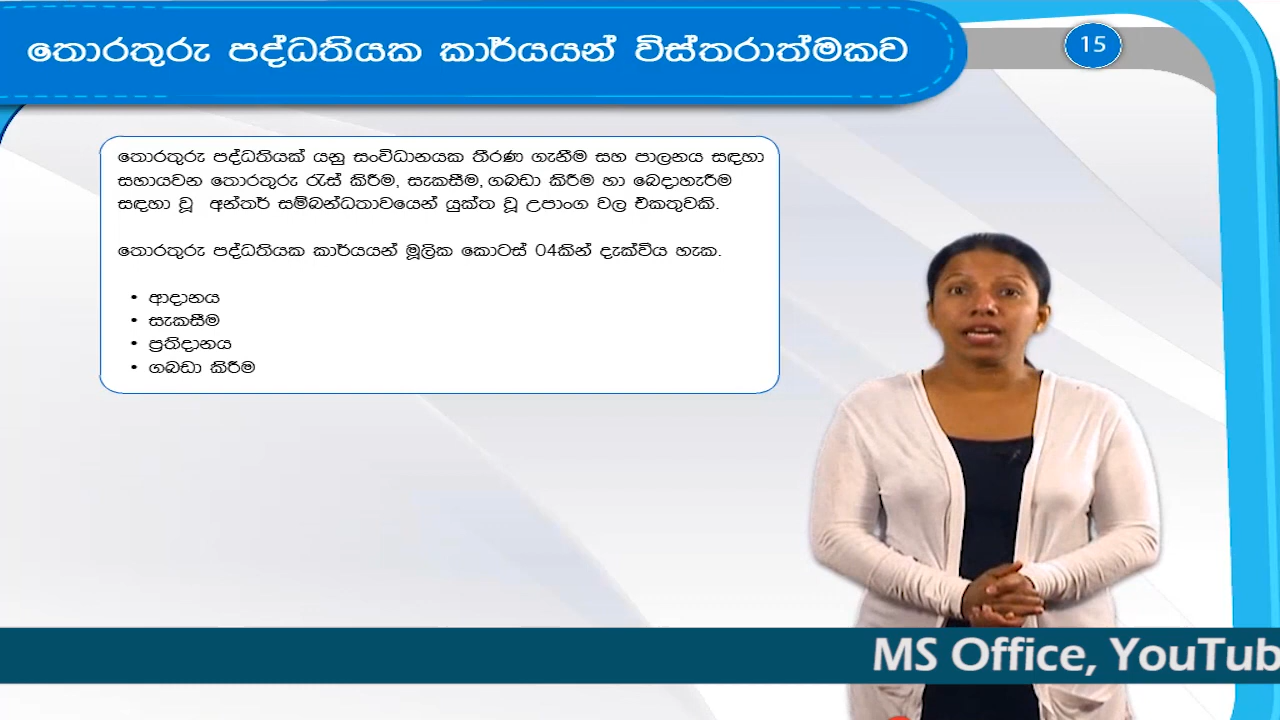 තොරතුරු පද්ධතියක කාර්යයන් විස්තරාත්මකව
15
තොරතුරු පද්ධතියක් යනු සංවිධානයක තීරණ ගැනීම සහ පාලනය සඳහා
සහායවන තොරතුරු රැස් කිරීම, සැකසීම, ගබඩා කිරීම හා බෙදාහැරීම
සඳහා වූ අන්තර් සම්බන්ධතාවයෙන් යුක්ත වූ උපාංග වල එකතුවකි.
තොරතුරු පද්ධතියක කාර්යයන් මූලික කොටස් 04කින් දැක්විය හැක.
• ආදානය
• සැකසීම
• ප්‍රතිදානය
• ගබඩා කිරීම
MS Office, YouTub